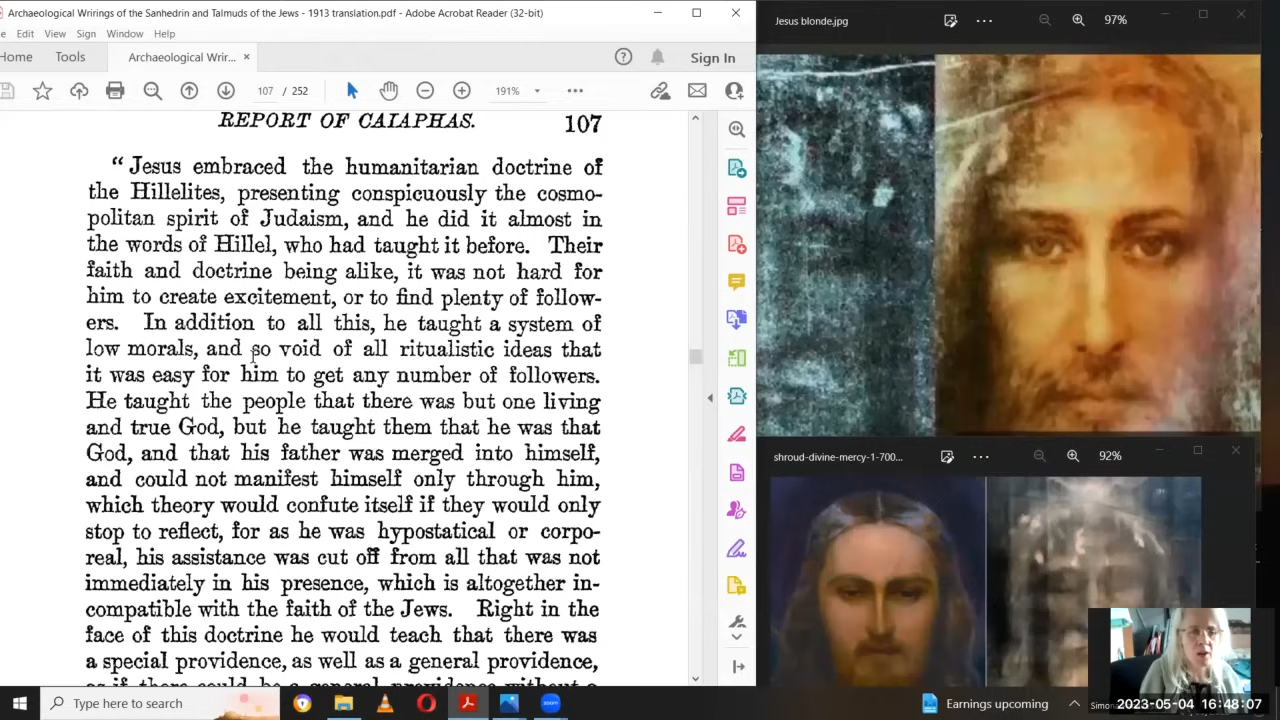 Archaeological Wrirings of the Sanhedrin and Talmuds of the Jews - 1913 translation.pdf - Adobe Acrobat Reader (32-bit)
Edit View Sign Window Help
Home Tools Archaeological Wrir... × Sign In
107 / 252 191%
REPORT OF CAIAPHAS. 107
“Jesus embraced the humanitarian doctrine of
the Hillelites, presenting conspicuously the cosmo-
politan spirit of Judaism, and he did it almost in
the words of Hillel, who had taught it before. Their
faith and doctrine being alike, it was not hard for
him to create excitement, or to find plenty of follow-
ers. In addition to all this, he taught a system of
low morals, and so void of all ritualistic ideas that
it was easy for him to get any number of followers.
He taught the people that there was but one living
and true God, but he taught them that he was that
God, and that his father was merged into himself,
and could not manifest himself only through him,
which theory would confute itself if they would only
stop to reflect, for as he was hypostatical or corpo-
real, his assistance was cut off from all that was not
immediately in his presence, which is altogether in-
compatible with the faith of the Jews. Right in the
face of this doctrine he would teach that there was
a special providence, as well as a general providence,
as if there could be a general providence without a
Jesus blonde.jpg 97%
shroud-divine-mercy-1-700... 92%
Type here to search
zoom
Earnings upcoming
Simon
2023-05-04 16:48:07